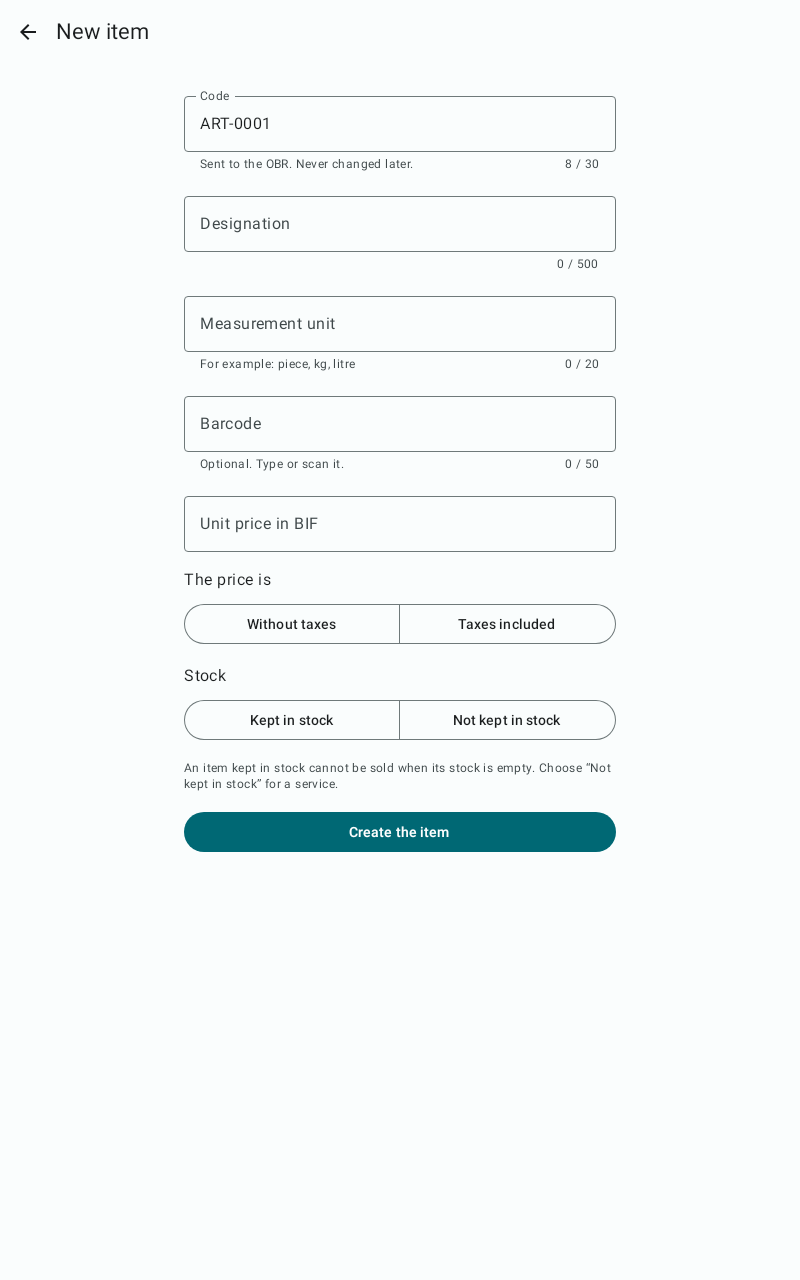 New item
Code
ART-0001
Sent to the OBR. Never changed later. 8 / 30
Designation
0 / 500
Measurement unit
For example: piece, kg, litre 0 / 20
Barcode
Optional. Type or scan it. 0 / 50
Unit price in BIF
The price is
Without taxes Taxes included
Stock
Kept in stock Not kept in stock
An item kept in stock cannot be sold when its stock is empty. Choose “Not
kept in stock” for a service.
Create the item